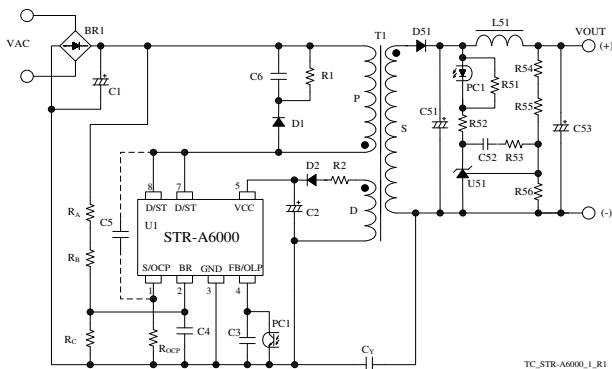 BR1
VAC
C1
C6
R1
T1
D51
L51
VOUT
(+)
P
D1
S
PC1
R51
R54
C51
R52
R55
C53
C52
R53
U51
R56
(-)
D2
R2
C2
D
8
7
5
D/ST
D/ST
VCC
U1
STR-A6000
C5
S/OCP
BR
GND
FB/OLP
1
2
3
4
RA
RB
RC
ROCP
C4
C3
PC1
CY
TC_STR-A6000_1_R1